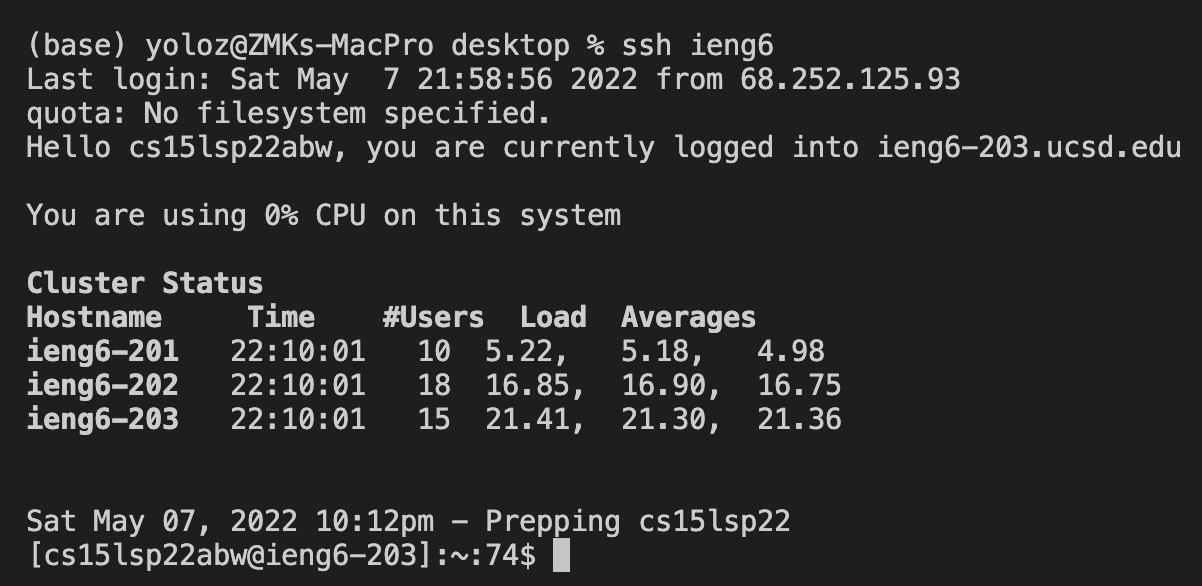 (base) yoloz@ZMKs-MacPro desktop % ssh ieng6
Last login: Sat May  7 21:58:56 2022 from 68.252.125.93
quota: No filesystem specified.
Hello cs15lsp22abw, you are currently logged into ieng6-203.ucsd.edu
You are using 0% CPU on this system
Cluster Status
Hostname     Time    #Users  Load  Averages
ieng6-201   22:10:01   10  5.22,   5.18,   4.98
ieng6-202   22:10:01   18  16.85,  16.90,  16.75
ieng6-203   22:10:01   15  21.41,  21.30,  21.36
Sat May 07, 2022 10:12pm - Prepping cs15lsp22
[cs15lsp22abw@ieng6-203]:~:74$